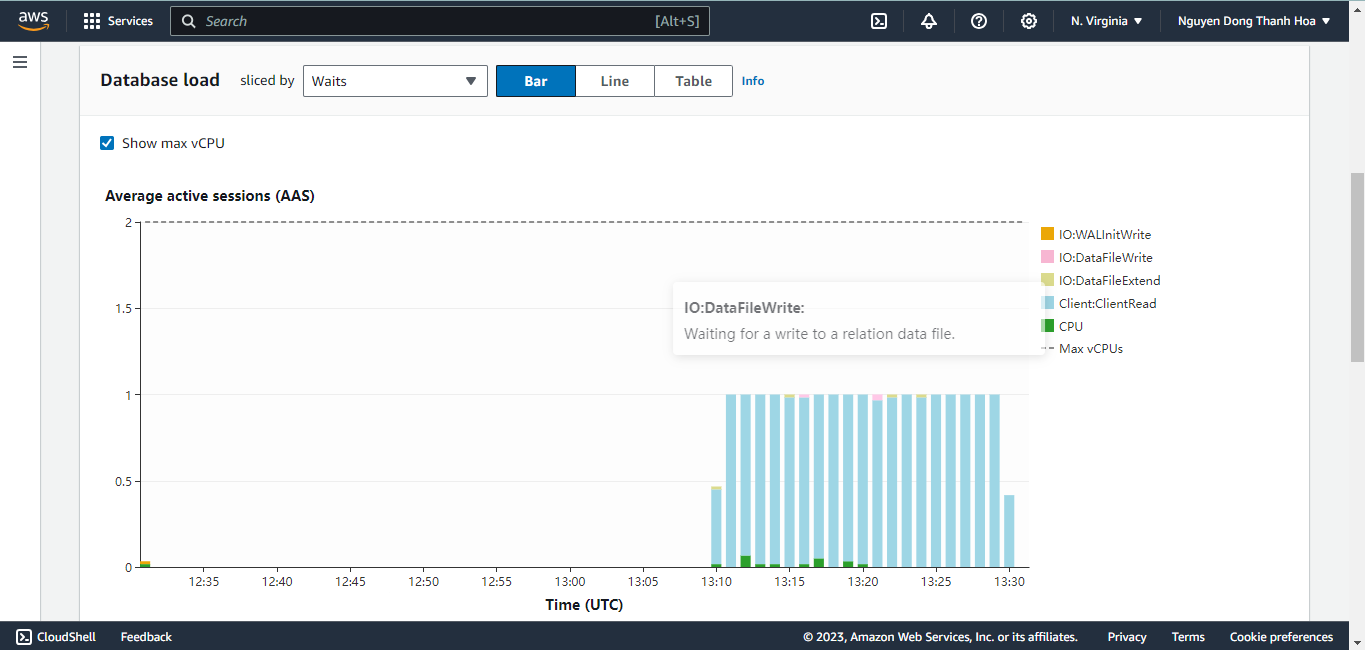 aws Services Search [Alt+S] N. Virginia Nguyen Dong Thanh Hoa
Database load sliced by Waits Bar Line Table Info
Show max vCPU
Average active sessions (AAS)
2
1.5
1
0.5
0
IO:WALInitWrite
IO:DataFileWrite
IO:DataFileExtend
Client:ClientRead
CPU
Max vCPUs
IO:DataFileWrite:
Waiting for a write to a relation data file.
12:35 12:40 12:45 12:50 12:55 13:00 13:05 13:10 13:15 13:20 13:25 13:30
Time (UTC)
CloudShell Feedback © 2023, Amazon Web Services, Inc. or its affiliates. Privacy Terms Cookie preferences